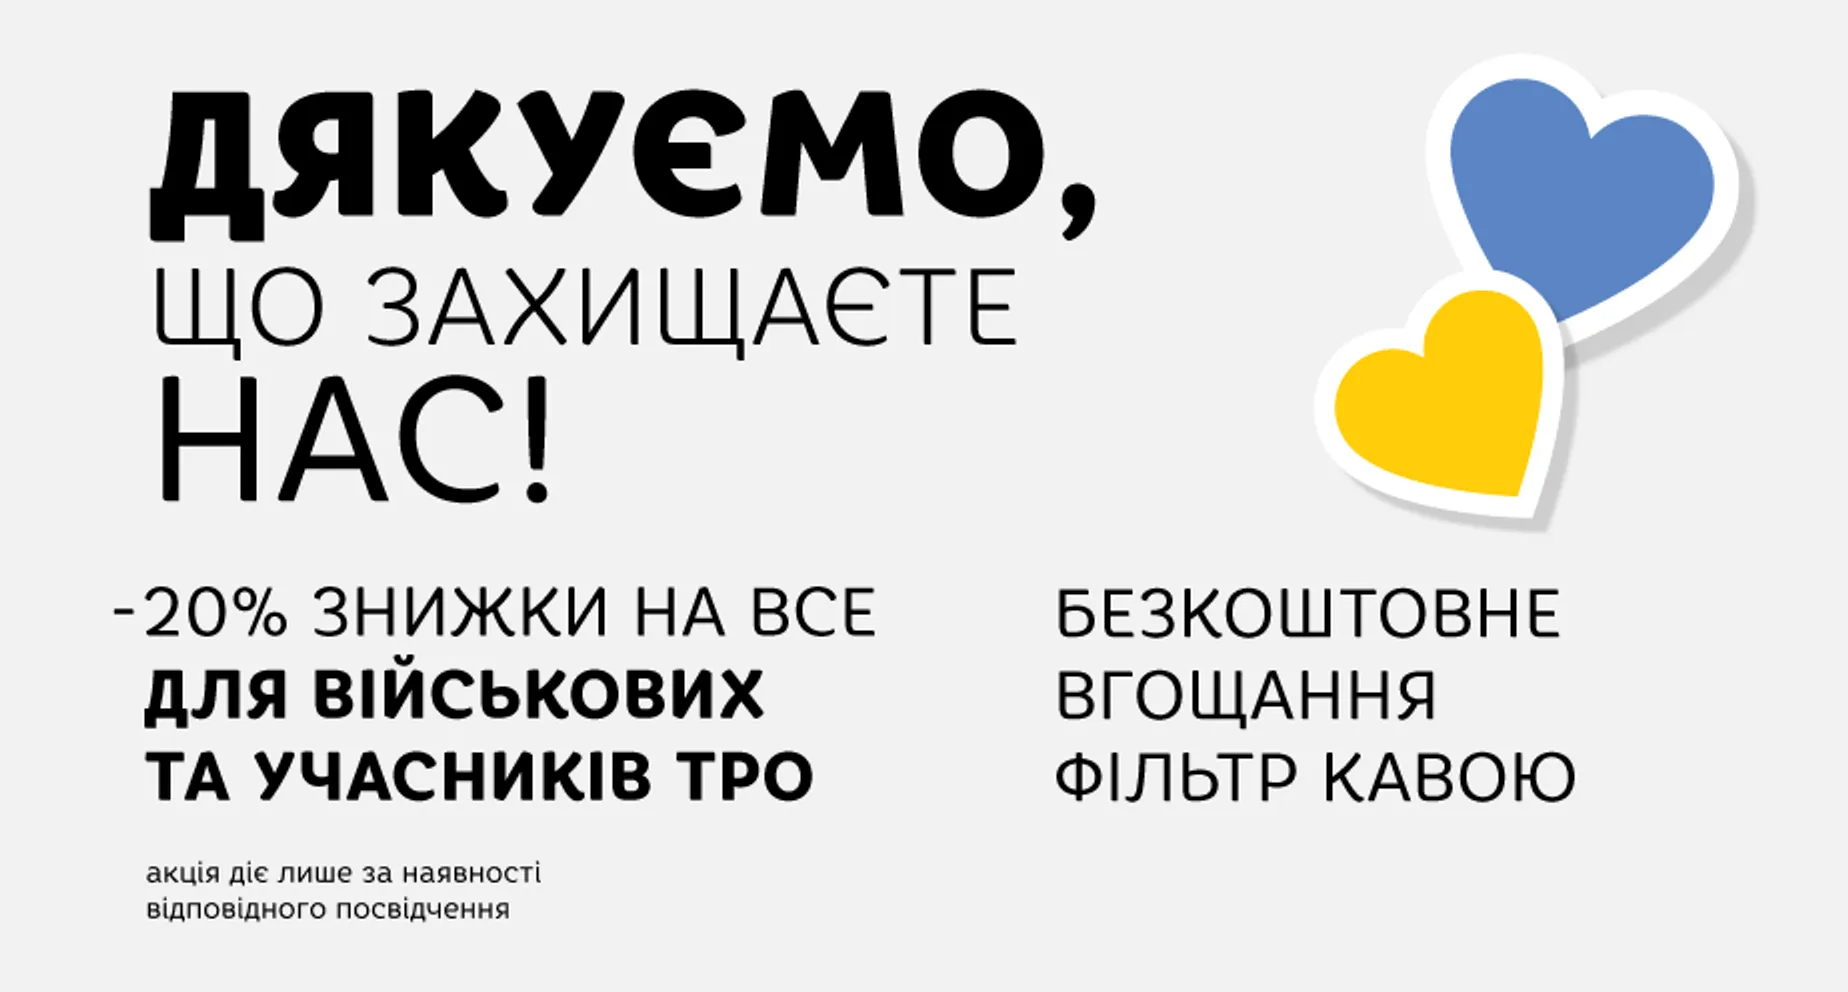 ДЯКУЄМО,
ЩО ЗАХИЩАЄТЕ
НАС!
-20% ЗНИЖКИ НА ВСЕ
ДЛЯ ВІЙСЬКОВИХ
ТА УЧАСНИКІВ ТРО
БЕЗКОШТОВНЕ
ВГОЩАННЯ
ФІЛЬТР КАВОЮ
акція діє лише за наявності
відповідного посвідчення